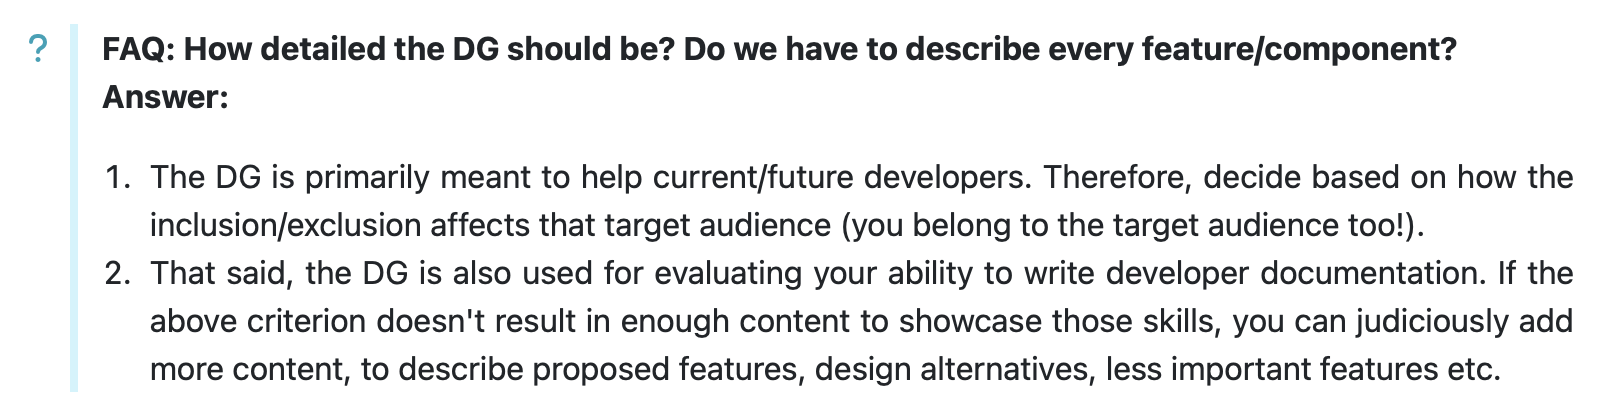 ?
FAQ: How detailed the DG should be? Do we have to describe every feature/component?
Answer:
1. The DG is primarily meant to help current/future developers. Therefore, decide based on how the
inclusion/exclusion affects that target audience (you belong to the target audience too!).
2. That said, the DG is also used for evaluating your ability to write developer documentation. If the
above criterion doesn't result in enough content to showcase those skills, you can judiciously add
more content, to describe proposed features, design alternatives, less important features etc.